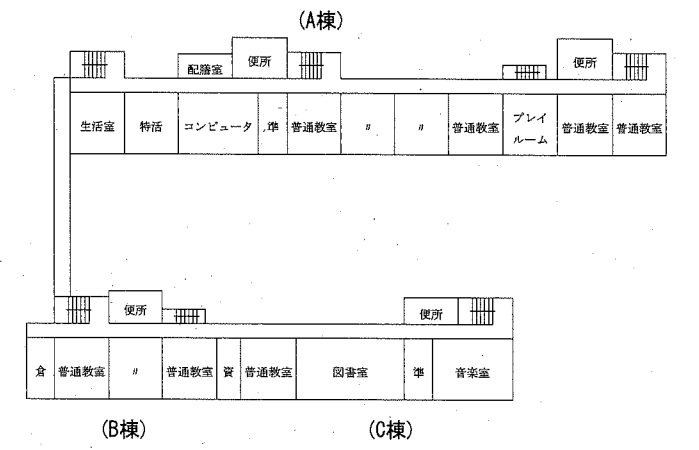 (A棟)
配膳室
便所
便所
生活室
特活
コンピュータ
準
普通教室
〃
〃
普通教室
プレイ
ルーム
普通教室
普通教室
便所
便所
倉
普通教室
〃
普通教室
資
普通教室
図書室
準
音楽室
(B棟)
(C棟)